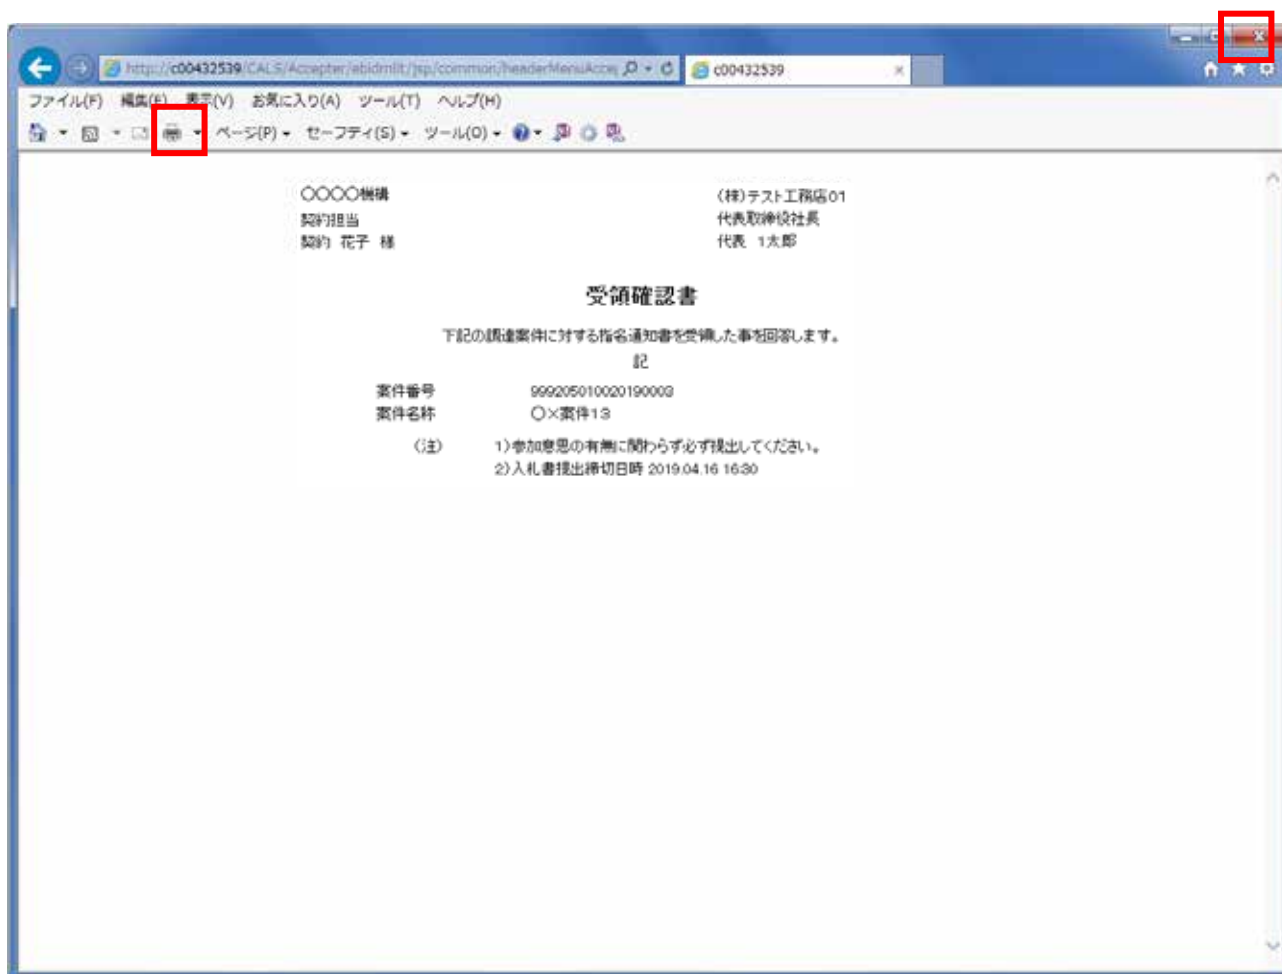 http://c00432539/CALS/Accepter/ebidmlit/jsp/common/headerMenuAccep
c00432539
ファイル(F) 編集(E) 表示(V) お気に入り(A) ツール(T) ヘルプ(H)
ページ(P) セーフティ(S) ツール(O)
〇〇〇〇機構
(株)テスト工務店01
契約担当
代表取締役社長
契約 花子 様
代表 1太郎
受領確認書
下記の調達案件に対する指名通知書を受領した事を回答します。
記
案件番号 999205010020190003
案件名称 〇×案件13
(注) 1)参加意思の有無に関わらず必ず提出してください。
2)入札書提出締切日時 2019.04.16 16:30